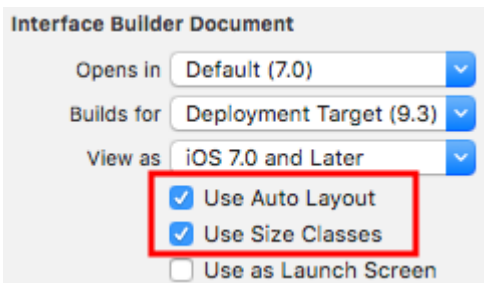 Interface Builder Document
Opens in Default (7.0)
Builds for Deployment Target (9.3)
View as iOS 7.0 and Later
Use Auto Layout
Use Size Classes
Use as Launch Screen